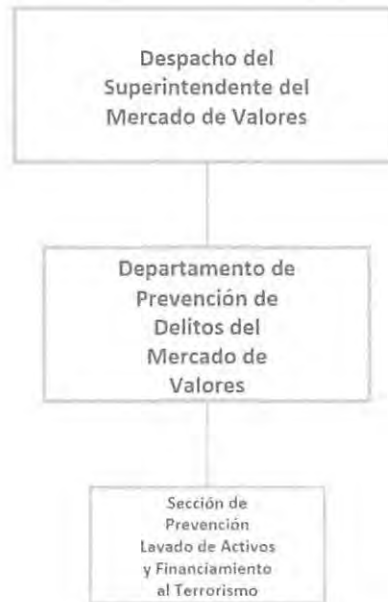 Despacho del
Superintendente del
Mercado de Valores
Departamento de
Prevención de
Delitos del
Mercado de
Valores
Sección de
Prevención
Lavado de Activos
y Financiamiento
al Terrorismo